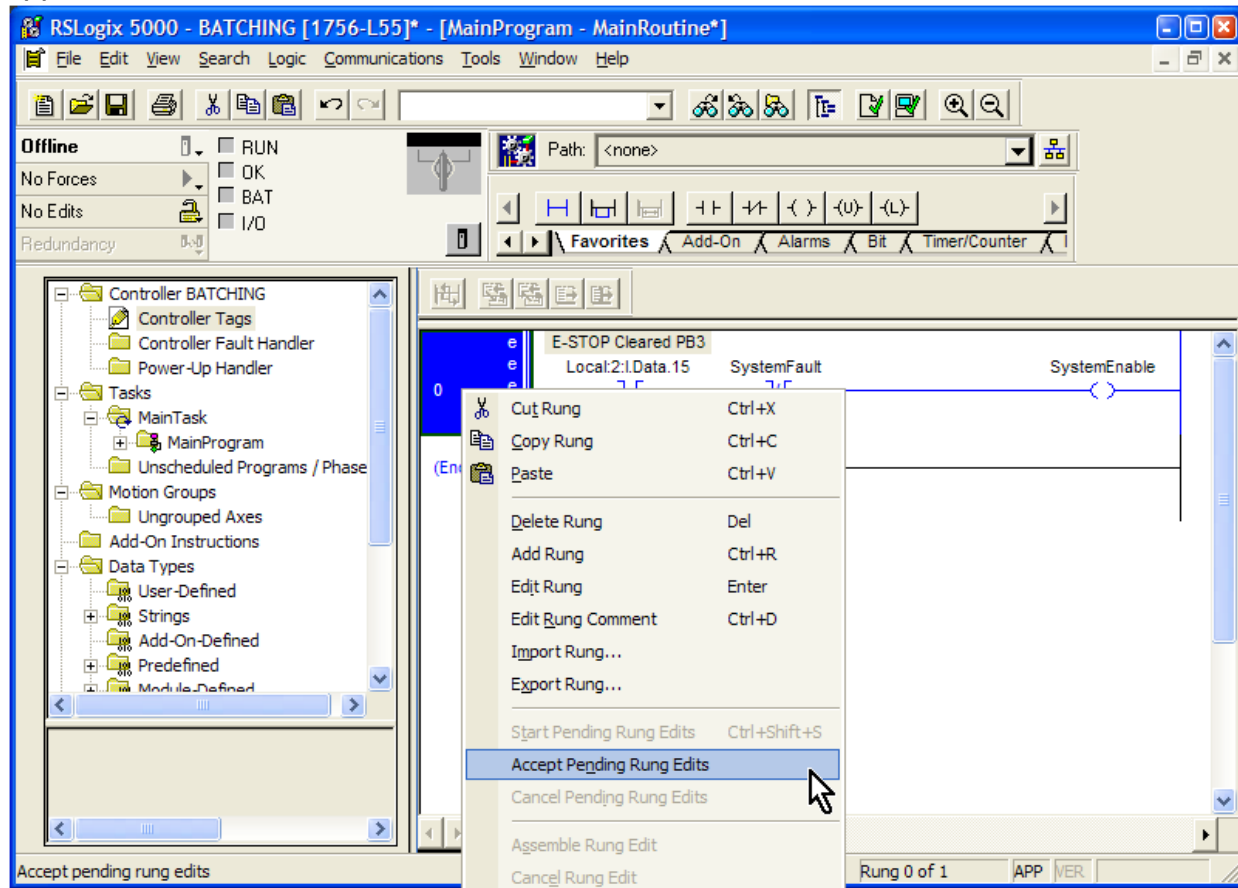 RSLogix 5000 - BATCHING [1756-L55]* - [MainProgram - MainRoutine*]
File Edit View Search Logic Communications Tools Window Help
Offline
RUN
No Forces
OK
No Edits
BAT
Redundancy
I/O
Path: <none>
Favorites Add-On Alarms Bit Timer/Counter
Controller BATCHING
Controller Tags
Controller Fault Handler
Power-Up Handler
Tasks
MainTask
MainProgram
Unscheduled Programs / Phase
Motion Groups
Ungrouped Axes
Add-On Instructions
Data Types
User-Defined
Strings
Add-On-Defined
Predefined
Module-Defined
e
e
e
0
E-STOP Cleared PB3
Local:2:I.Data.15 SystemFault SystemEnable
(End
Cut Rung Ctrl+X
Copy Rung Ctrl+C
Paste Ctrl+V
Delete Rung Del
Add Rung Ctrl+R
Edit Rung Enter
Edit Rung Comment Ctrl+D
Import Rung...
Export Rung...
Start Pending Rung Edits Ctrl+Shift+S
Accept Pending Rung Edits
Cancel Pending Rung Edits
Assemble Rung Edit
Cancel Rung Edit
Accept pending rung edits
Rung 0 of 1 APP VER